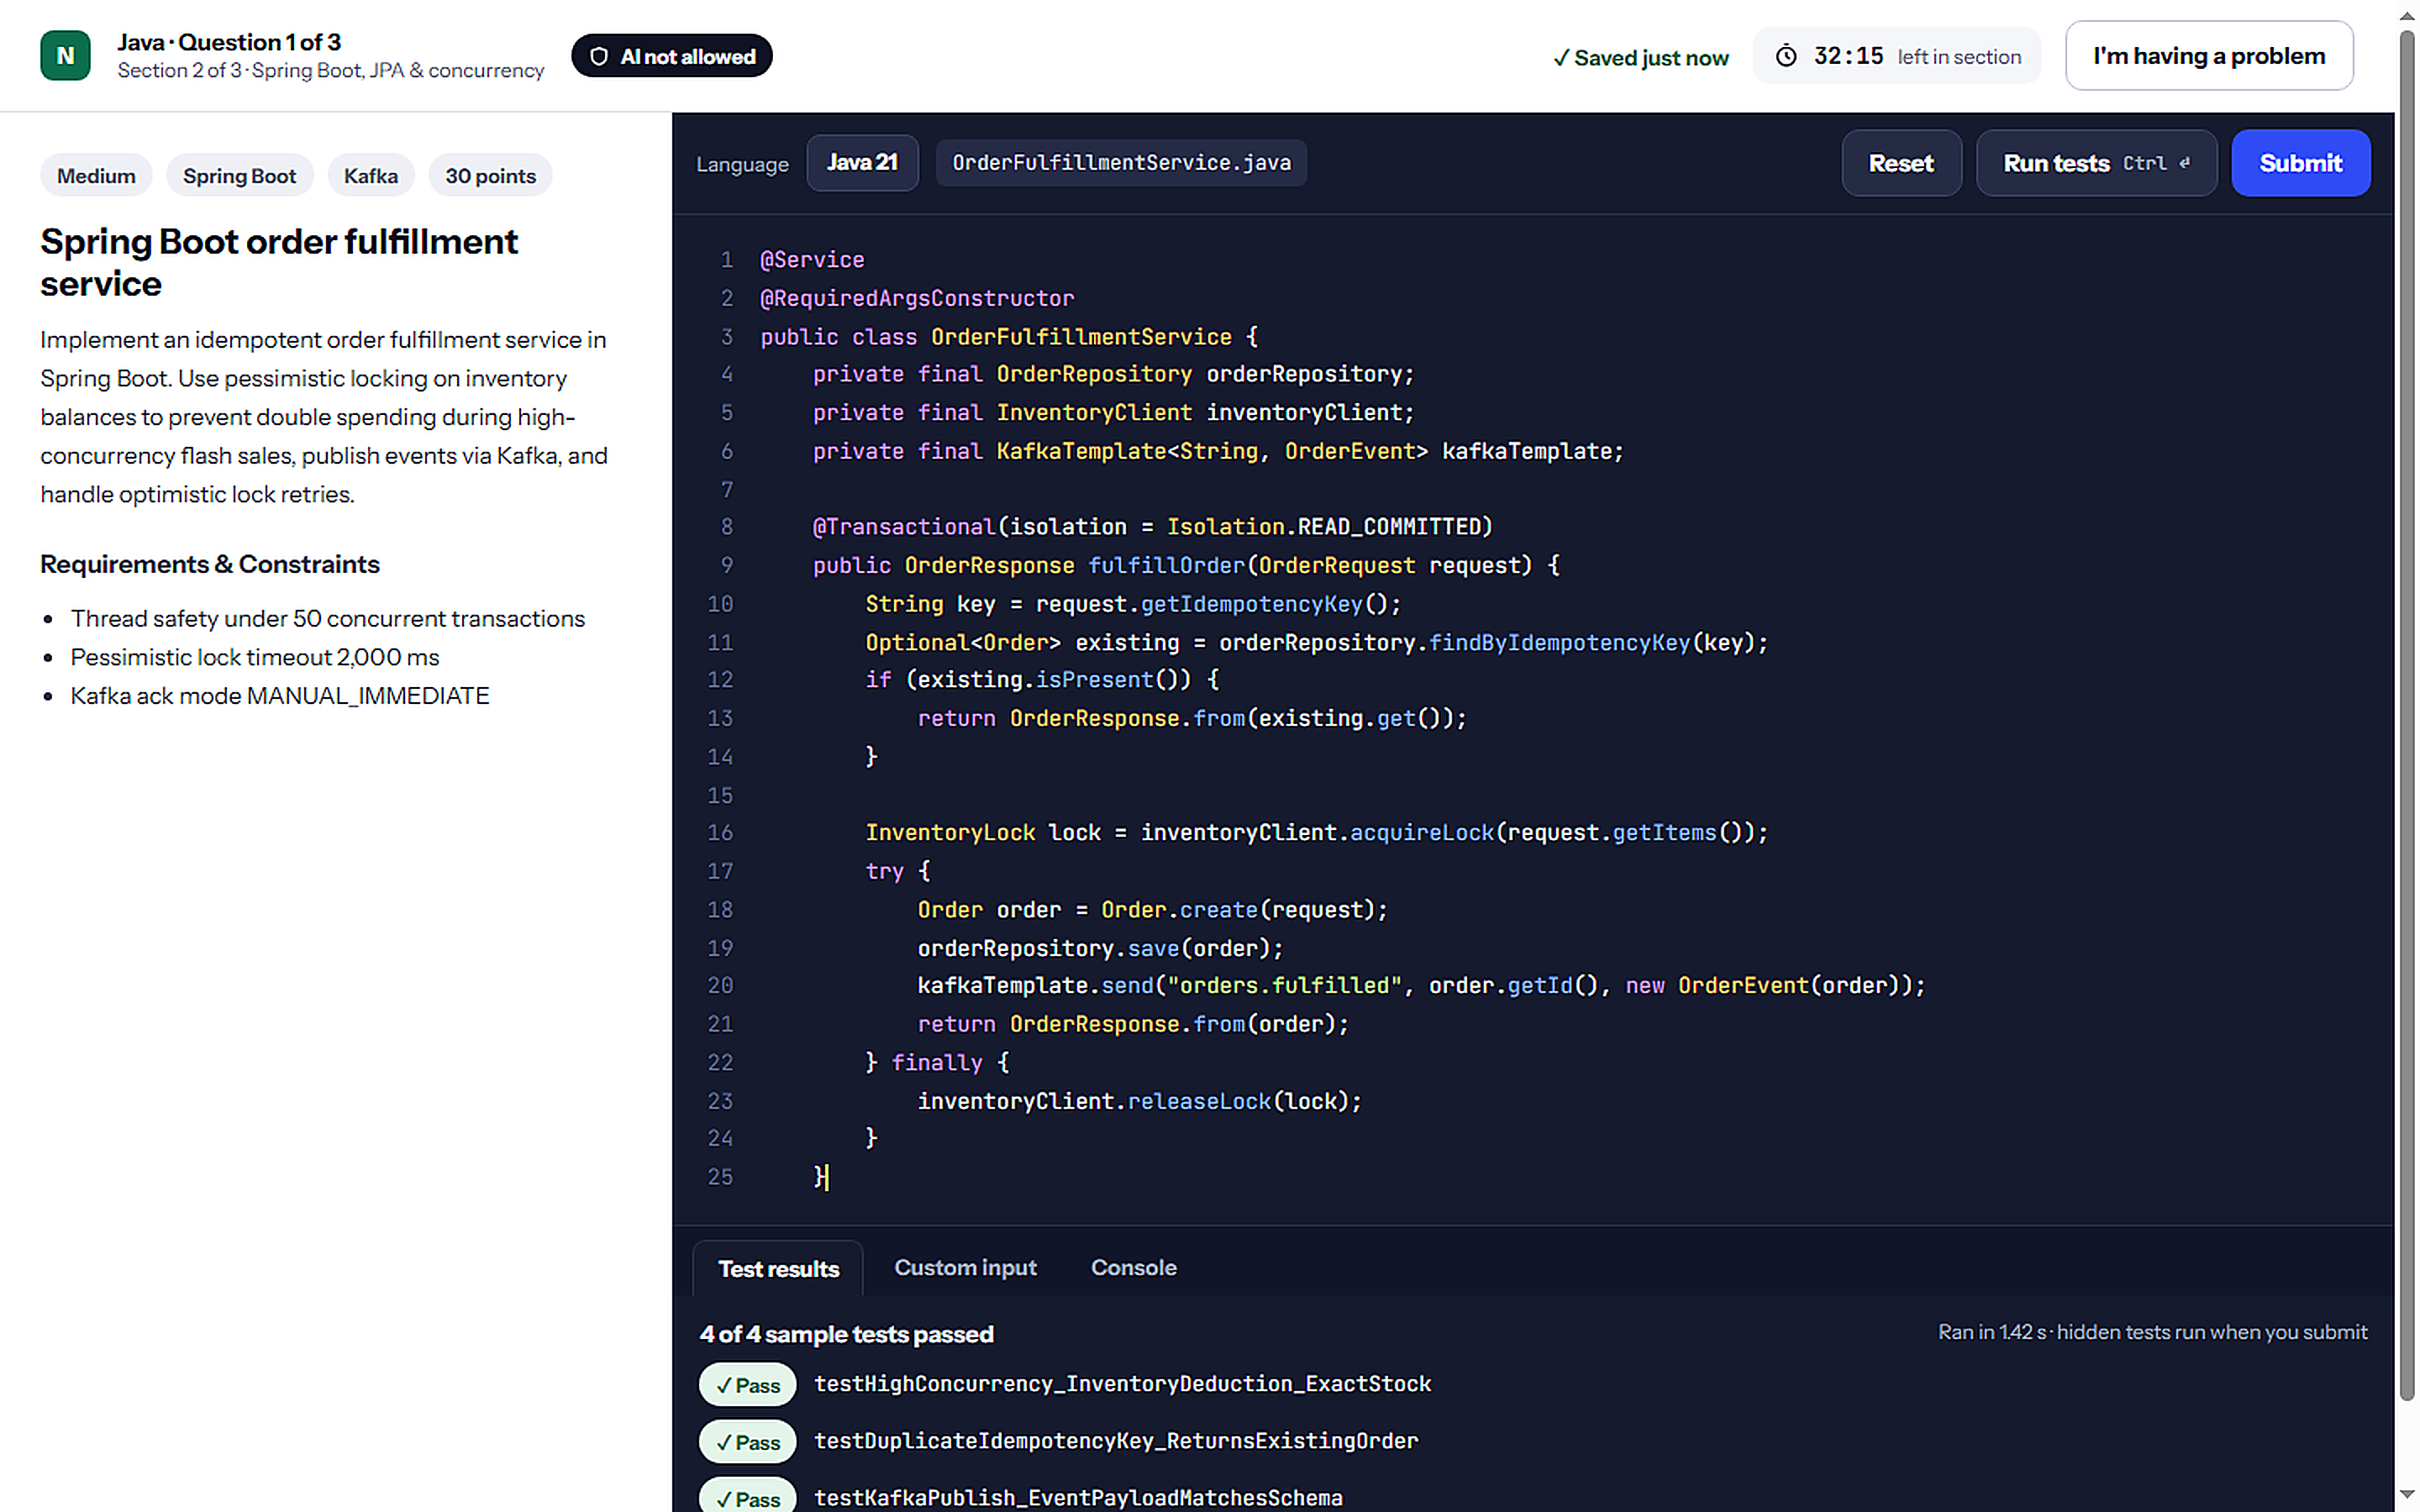 N
Java · Question 1 of 3
Section 2 of 3 · Spring Boot, JPA & concurrency
AI not allowed
✓ Saved just now
32:15 left in section
I'm having a problem
Medium
Spring Boot
Kafka
30 points
Spring Boot order fulfillment
service
Implement an idempotent order fulfillment service in
Spring Boot. Use pessimistic locking on inventory
balances to prevent double spending during high-
concurrency flash sales, publish events via Kafka, and
handle optimistic lock retries.
Requirements & Constraints
• Thread safety under 50 concurrent transactions
• Pessimistic lock timeout 2,000 ms
• Kafka ack mode MANUAL_IMMEDIATE
Language
Java 21
OrderFulfillmentService.java
Reset
Run tests Ctrl ⏎
Submit
1 @Service
2 @RequiredArgsConstructor
3 public class OrderFulfillmentService {
4     private final OrderRepository orderRepository;
5     private final InventoryClient inventoryClient;
6     private final KafkaTemplate<String, OrderEvent> kafkaTemplate;
7
8     @Transactional(isolation = Isolation.READ_COMMITTED)
9     public OrderResponse fulfillOrder(OrderRequest request) {
10         String key = request.getIdempotencyKey();
11         Optional<Order> existing = orderRepository.findByIdempotencyKey(key);
12         if (existing.isPresent()) {
13             return OrderResponse.from(existing.get());
14         }
15
16         InventoryLock lock = inventoryClient.acquireLock(request.getItems());
17         try {
18             Order order = Order.create(request);
19             orderRepository.save(order);
20             kafkaTemplate.send("orders.fulfilled", order.getId(), new OrderEvent(order));
21             return OrderResponse.from(order);
22         } finally {
23             inventoryClient.releaseLock(lock);
24         }
25     }
Test results
Custom input
Console
4 of 4 sample tests passed
Ran in 1.42 s · hidden tests run when you submit
✓ Pass testHighConcurrency_InventoryDeduction_ExactStock
✓ Pass testDuplicateIdempotencyKey_ReturnsExistingOrder
✓ Pass testKafkaPublish_EventPayloadMatchesSchema